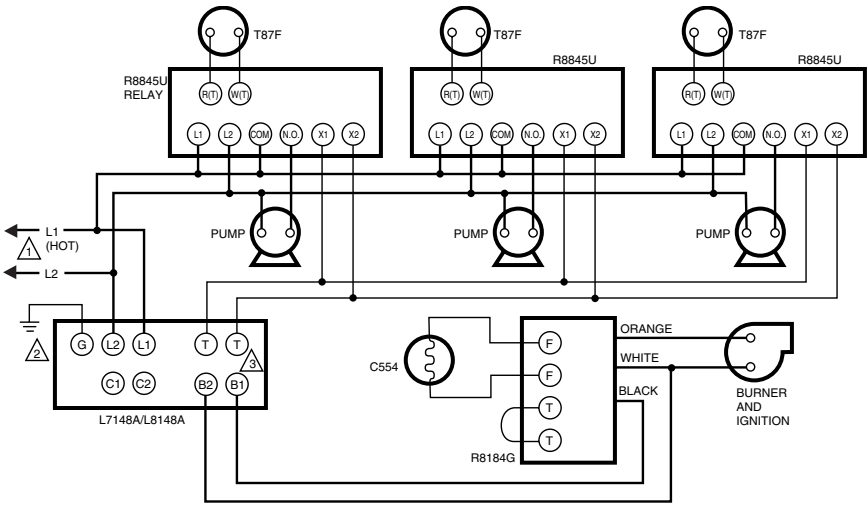 T87F T87F T87F
R8845U
RELAY
R8845U
R8845U
R(T) W(T) R(T) W(T) R(T) W(T)
L1 L2 COM N.O. X1 X2 L1 L2 COM N.O. X1 X2 L1 L2 COM N.O. X1 X2
PUMP PUMP PUMP
L1
(HOT)
1
L2
2
G L2 L1 T T
3
C1 C2 B2 B1
L7148A/L8148A
C554
F
F
T
T
R8184G
ORANGE
WHITE
BLACK
BURNER
AND
IGNITION